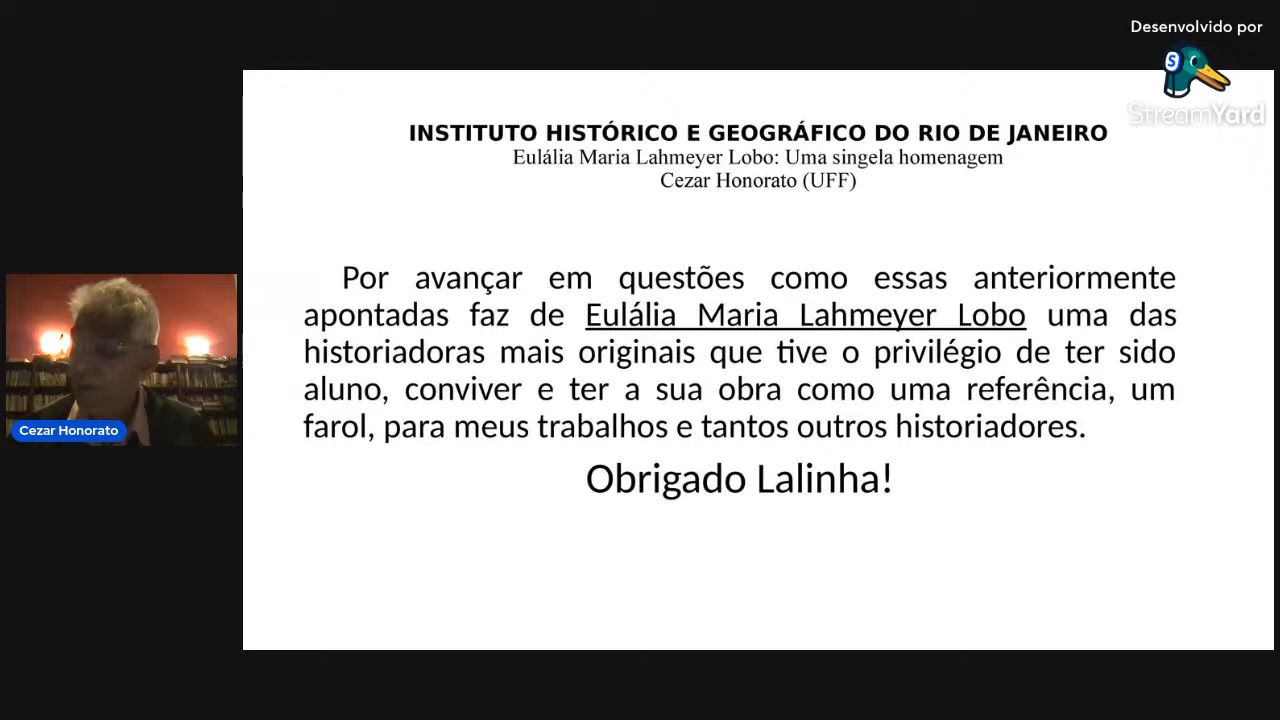 Desenvolvido por
StreamYard
INSTITUTO HISTÓRICO E GEOGRÁFICO DO RIO DE JANEIRO
Eulália Maria Lahmeyer Lobo: Uma singela homenagem
Cezar Honorato (UFF)
Por avançar em questões como essas anteriormente
apontadas faz de Eulália Maria Lahmeyer Lobo uma das
historiadoras mais originais que tive o privilégio de ter sido
aluno, conviver e ter a sua obra como uma referência, um
farol, para meus trabalhos e tantos outros historiadores.
Obrigado Lalinha!
Cezar Honorato